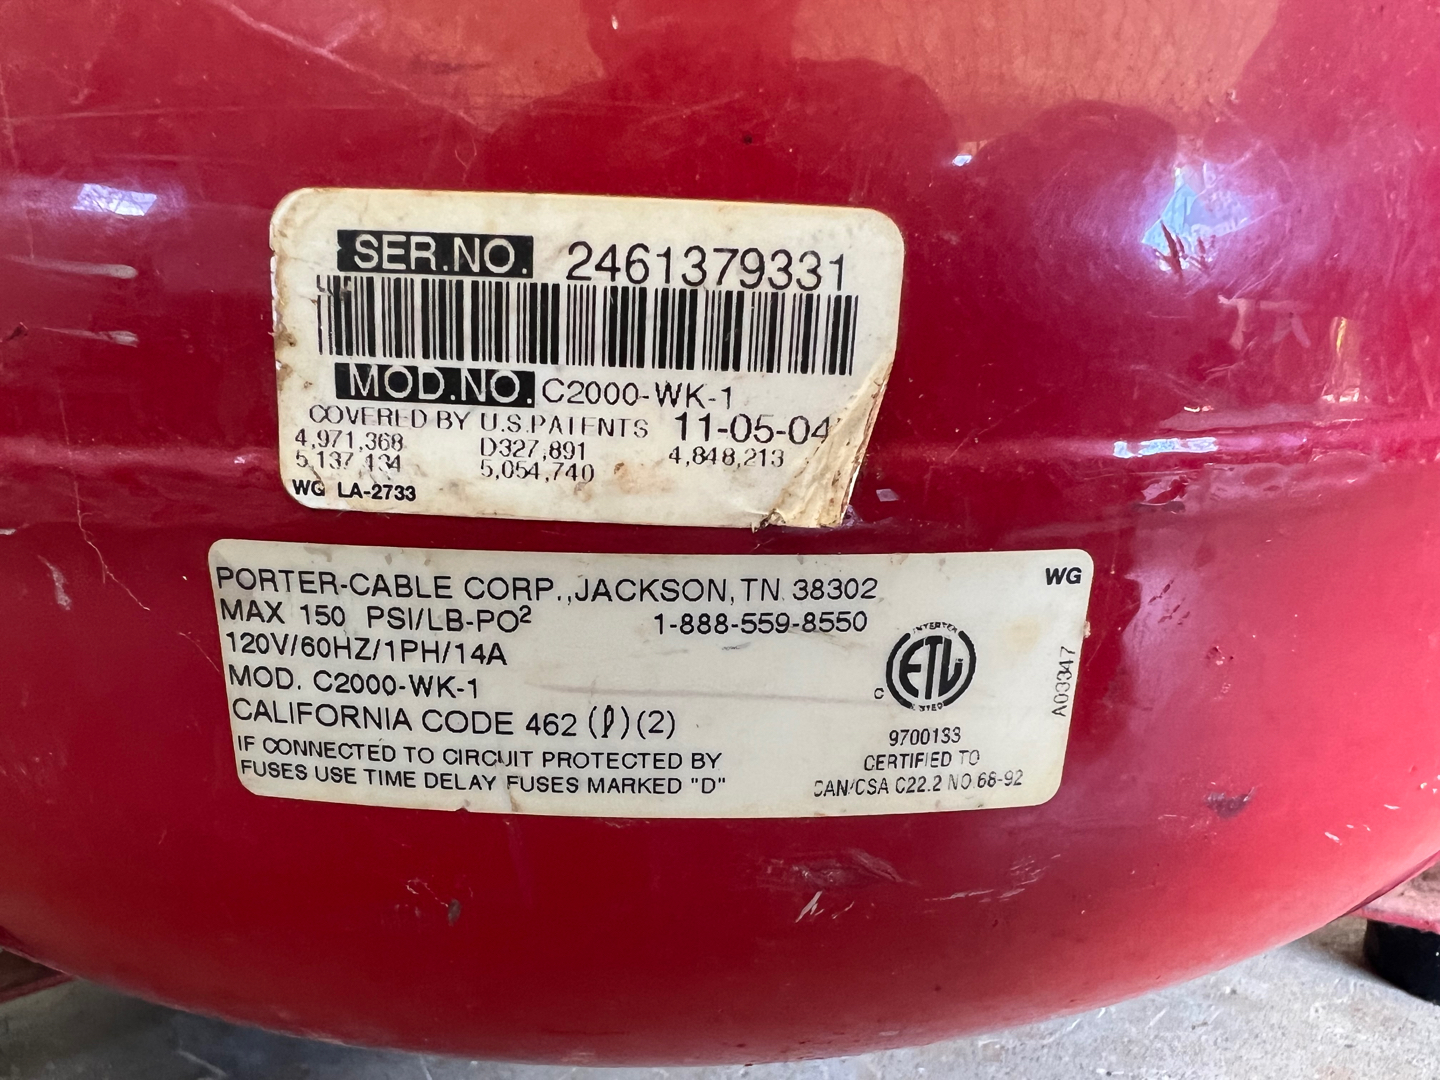 SER.NO. 2461379331
MOD.NO. C2000-WK-1
COVERED BY U.S.PATENTS 11-05-04
4,971,368 D327,891 4,848,213
5,137,134 5,054,740
WG LA-2733
PORTER-CABLE CORP.,JACKSON,TN. 38302 WG
MAX 150 PSI/LB-PO² 1-888-559-8550
120V/60HZ/1PH/14A
MOD. C2000-WK-1
CALIFORNIA CODE 462 (ℓ)(2)
IF CONNECTED TO CIRCUIT PROTECTED BY
FUSES USE TIME DELAY FUSES MARKED "D"
INTERTEK
ETL
C LISTED
9700133
CERTIFIED TO
CAN/CSA C22.2 NO.68-92
A03347